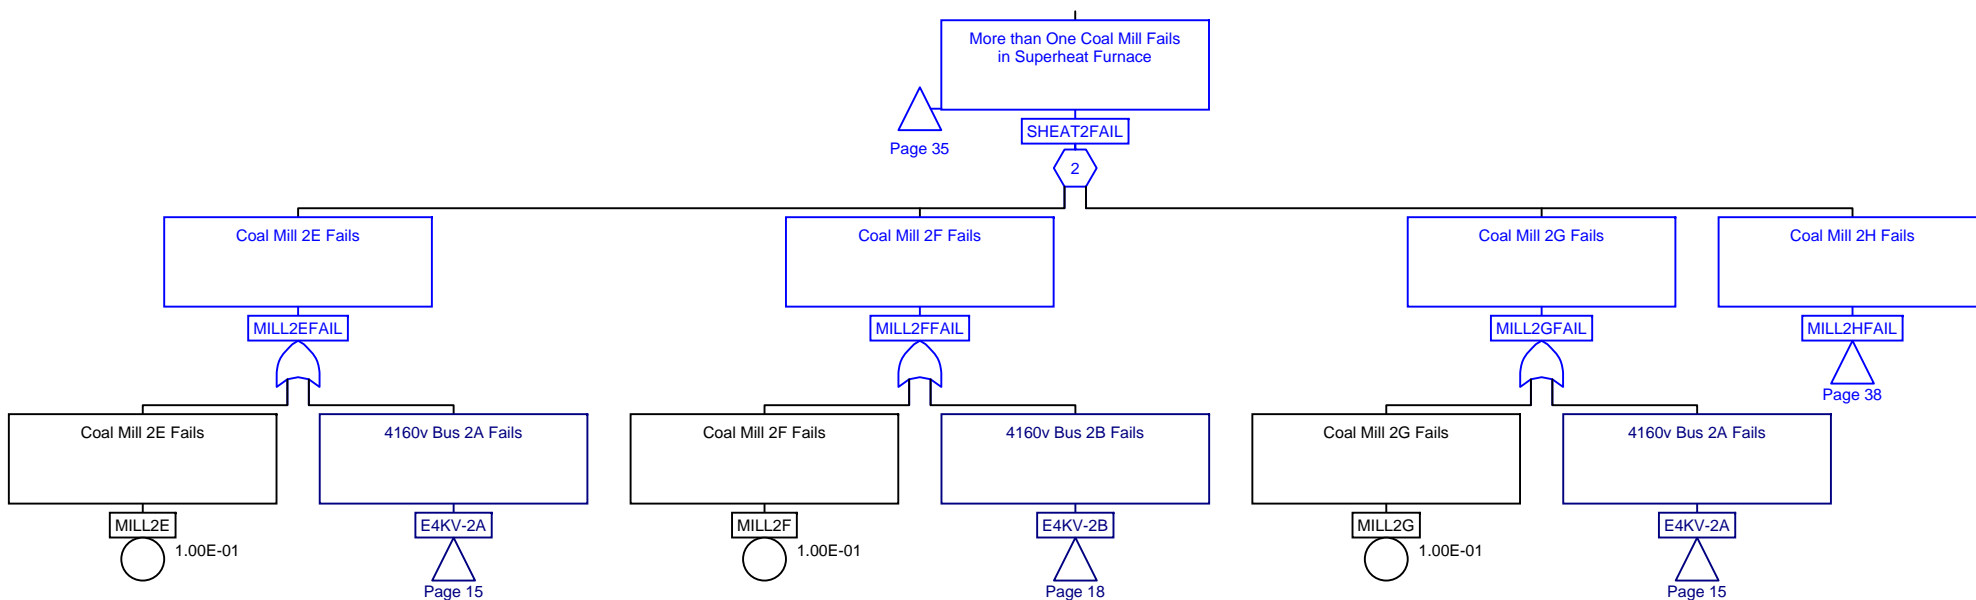 More than One Coal Mill Fails
in Superheat Furnace
Page 35
SHEAT2FAIL
2
Coal Mill 2E Fails
Coal Mill 2F Fails
Coal Mill 2G Fails
Coal Mill 2H Fails
MILL2EFAIL
MILL2FFAIL
MILL2GFAIL
MILL2HFAIL
Page 38
Coal Mill 2E Fails
4160v Bus 2A Fails
Coal Mill 2F Fails
4160v Bus 2B Fails
Coal Mill 2G Fails
4160v Bus 2A Fails
MILL2E
E4KV-2A
MILL2F
E4KV-2B
MILL2G
E4KV-2A
1.00E-01
1.00E-01
1.00E-01
Page 15
Page 18
Page 15